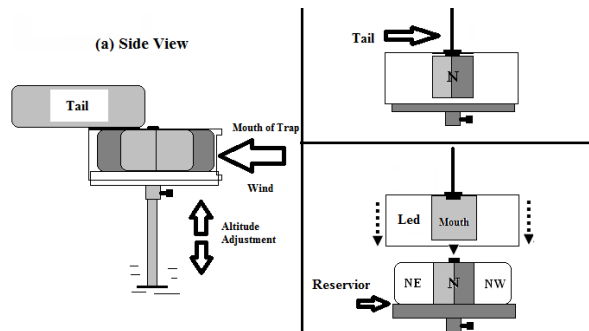 (a) Side View
Tail
Mouth of Trap
Wind
Altitude
Adjustment
Tail
N
Led
Mouth
NE
N
NW
Reservior